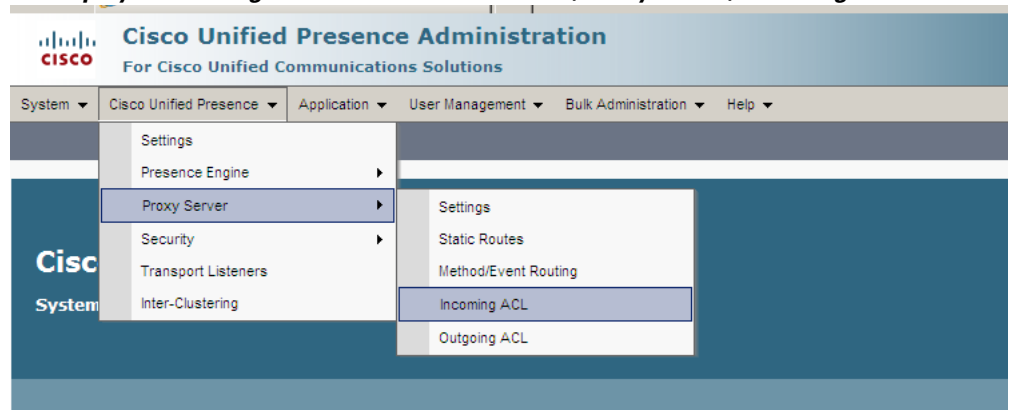 CISCO
Cisco Unified Presence Administration
For Cisco Unified Communications Solutions
System Cisco Unified Presence Application User Management Bulk Administration Help
Settings
Presence Engine
Proxy Server
Security
Transport Listeners
Inter-Clustering
Settings
Static Routes
Method/Event Routing
Incoming ACL
Outgoing ACL
Cisc
System